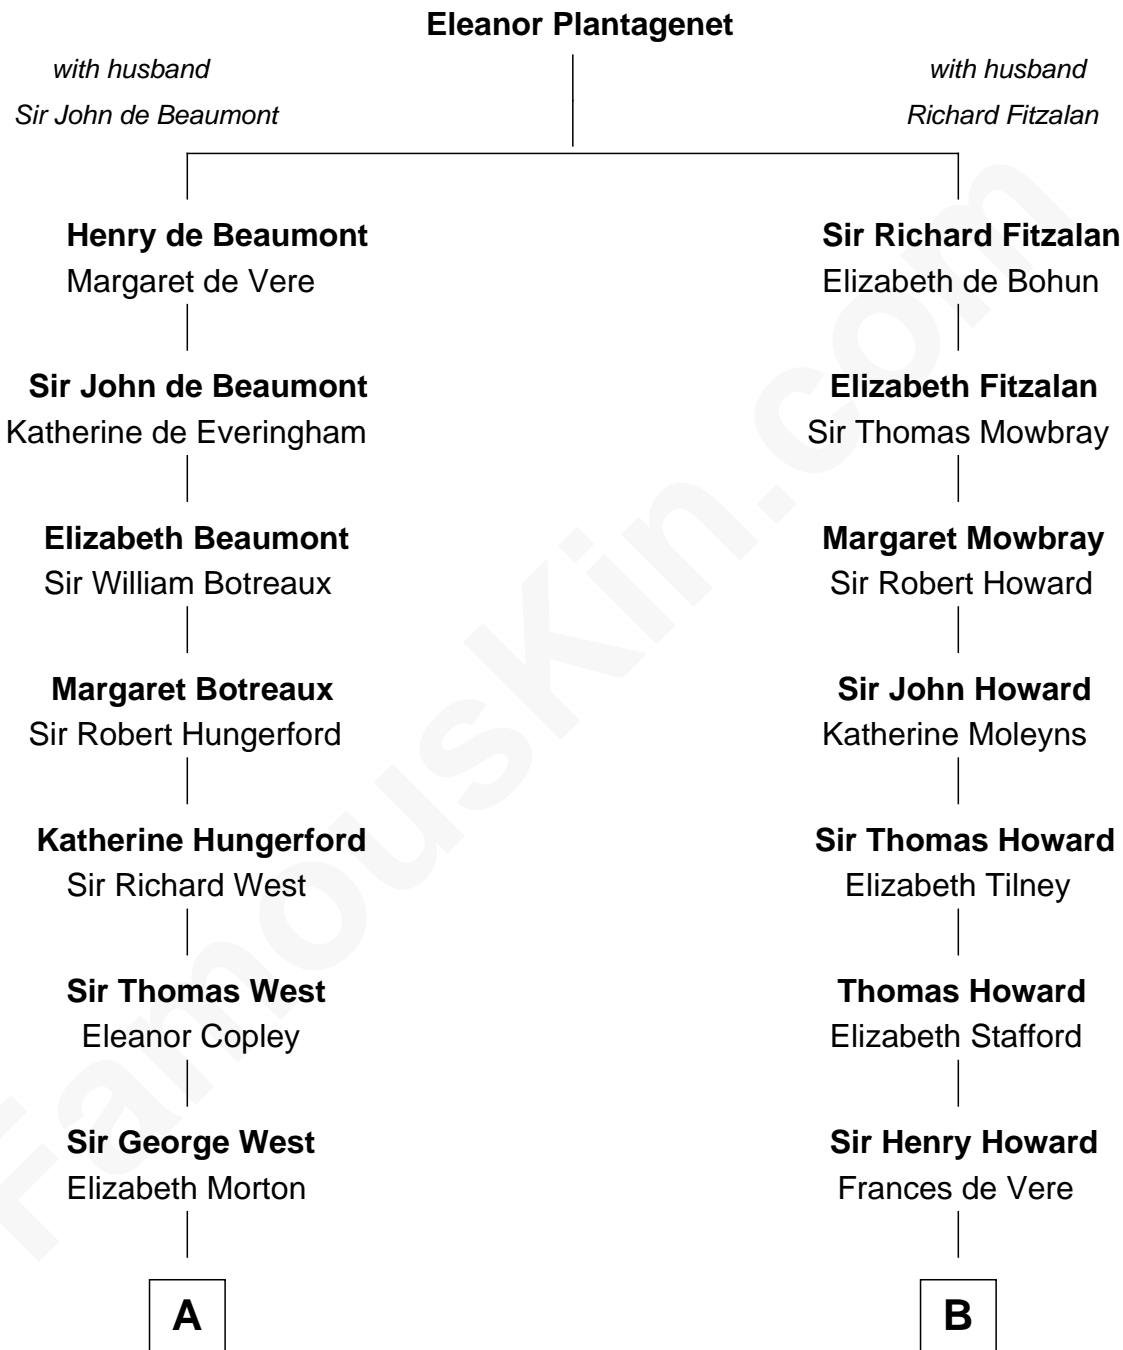 Eleanor Plantagenet
with husband
Sir John de Beaumont
with husband
Richard Fitzalan
Henry de Beaumont
Margaret de Vere
Sir Richard Fitzalan
Elizabeth de Bohun
Sir John de Beaumont
Katherine de Everingham
Elizabeth Fitzalan
Sir Thomas Mowbray
Elizabeth Beaumont
Sir William Botreaux
Margaret Mowbray
Sir Robert Howard
Margaret Botreaux
Sir Robert Hungerford
Sir John Howard
Katherine Moleyns
Katherine Hungerford
Sir Richard West
Sir Thomas Howard
Elizabeth Tilney
Sir Thomas West
Eleanor Copley
Thomas Howard
Elizabeth Stafford
Sir George West
Elizabeth Morton
Sir Henry Howard
Frances de Vere
A
B
FamousKin.com